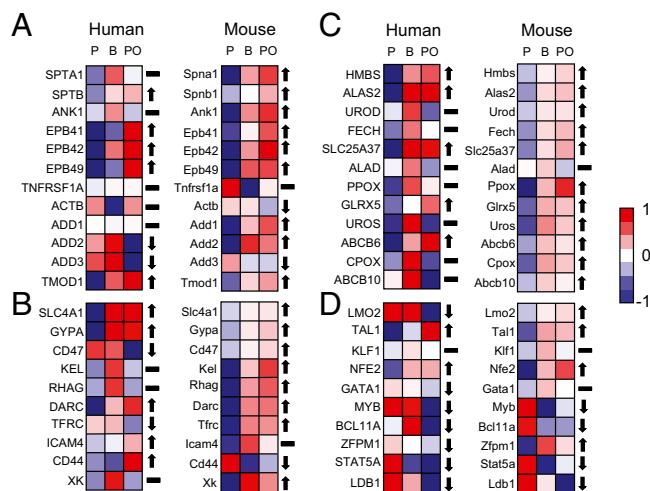 A
Human
Mouse
P B PO
P B PO
SPTA1 Spna1
SPTB Spnb1
ANK1 Ank1
EPB41 Epb41
EPB42 Epb42
EPB49 Epb49
TNFRSF1A Tnfrsf1a
ACTB Actb
ADD1 Add1
ADD2 Add2
ADD3 Add3
TMOD1 Tmod1
B
SLC4A1 Slc4a1
GYPA Gypa
CD47 Cd47
KEL Kel
RHAG Rhag
DARC Darc
TFRC Tfrc
ICAM4 Icam4
CD44 Cd44
XK Xk
C
Human
Mouse
P B PO
P B PO
HMBS Hmbs
ALAS2 Alas2
UROD Urod
FECH Fech
SLC25A37 Slc25a37
ALAD Alad
PPOX Ppox
GLRX5 Glrx5
UROS Uros
ABCB6 Abcb6
CPOX Cpox
ABCB10 Abcb10
D
LMO2 Lmo2
TAL1 Tal1
KLF1 Klf1
NFE2 Nfe2
GATA1 Gata1
MYB Myb
BCL11A Bcl11a
ZFPM1 Zfpm1
STAT5A Stat5a
LDB1 Ldb1
1
0
-1